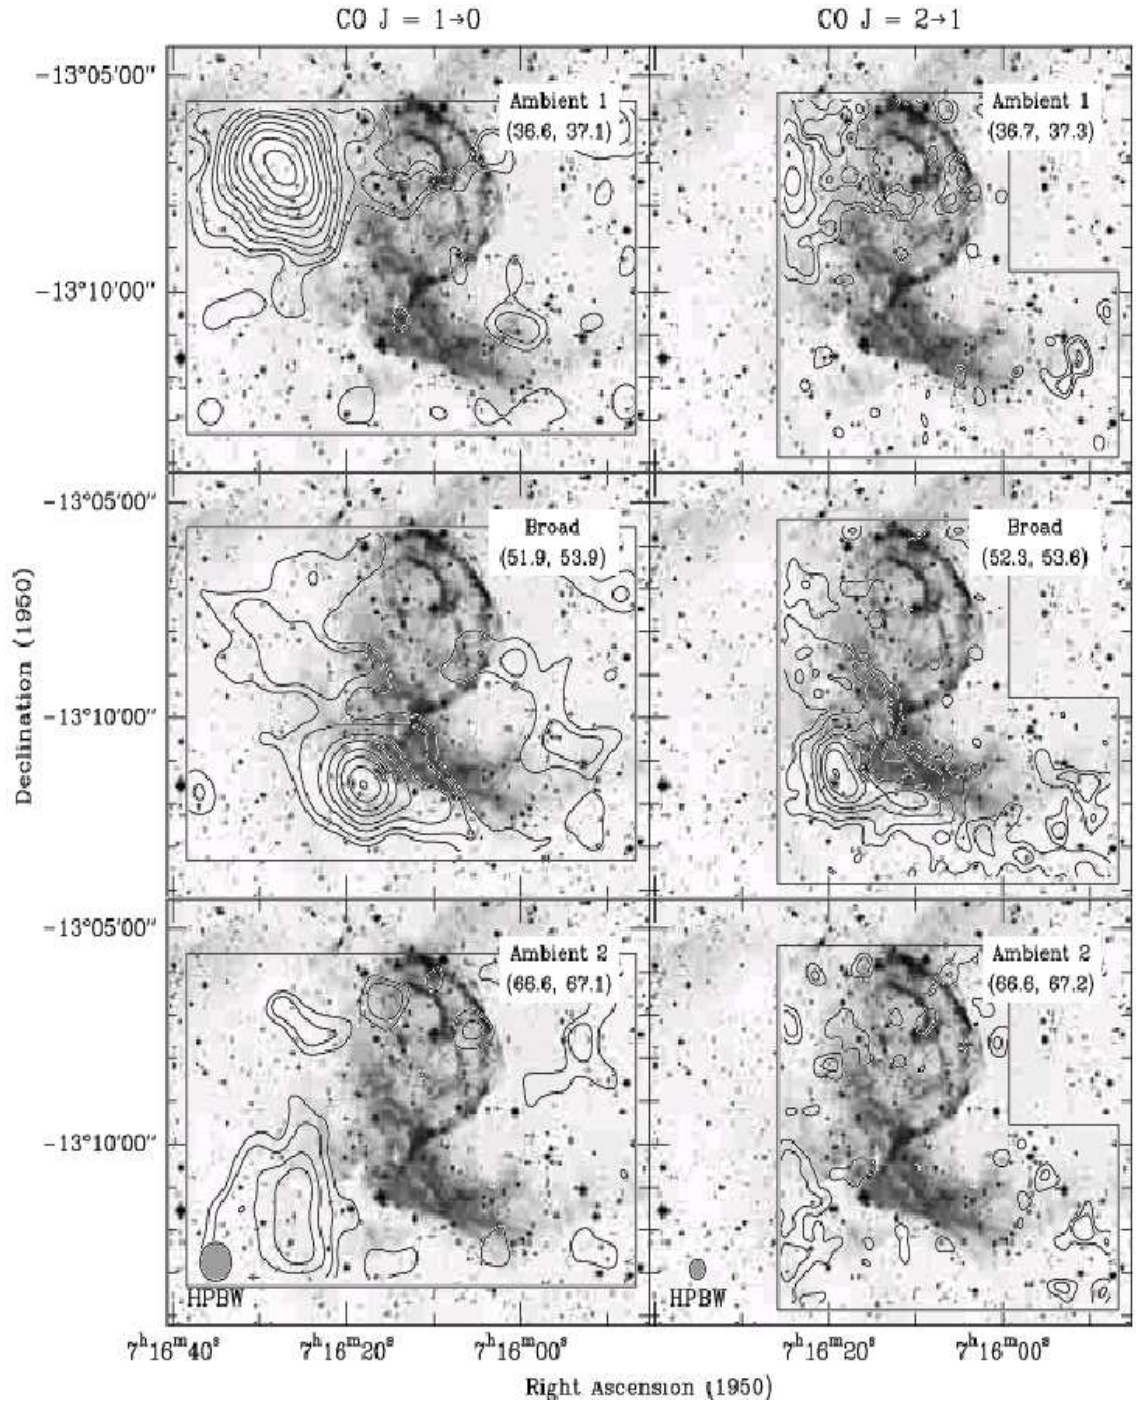 CO J = 1→0
CO J = 2→1
Ambient 1
(36.6, 37.1)
Ambient 1
(36.7, 37.3)
Broad
(51.9, 53.9)
Broad
(52.3, 53.6)
Ambient 2
(66.6, 67.1)
Ambient 2
(66.6, 67.2)
−13°05'00"
−13°10'00"
−13°05'00"
−13°10'00"
−13°05'00"
−13°10'00"
Declination (1950)
HPBW
HPBW
7ʰ16ᵐ40ˢ
7ʰ16ᵐ20ˢ
7ʰ16ᵐ00ˢ
7ʰ16ᵐ20ˢ
7ʰ16ᵐ00ˢ
Right Ascension (1950)